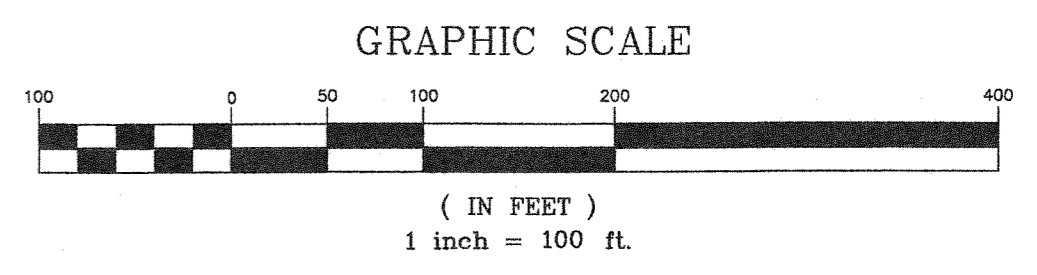 GRAPHIC SCALE
100 0 50 100 200 400
( IN FEET )
1 inch = 100 ft.